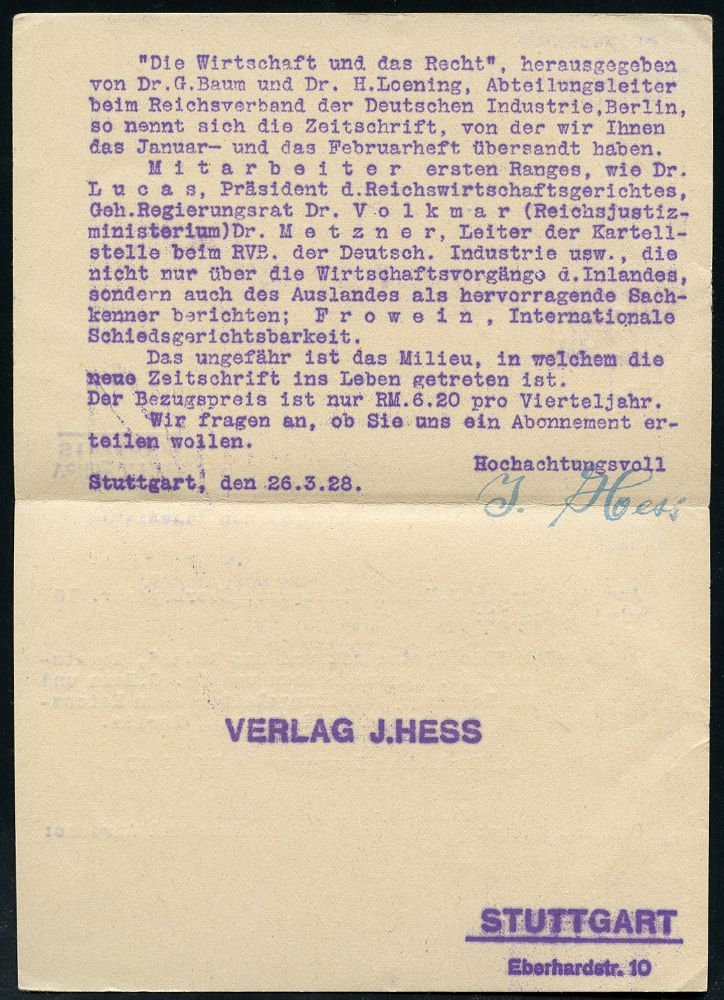 "Die Wirtschaft und das Recht", herausgegeben
von Dr.G.Baum und Dr. H.Loening, Abteilungsleiter
beim Reichsverband der Deutschen Industrie,Berlin,
so nennt sich die Zeitschrift, von der wir Ihnen
das Januar- und das Februarheft übersandt haben.
M i t a r b e i t e r ersten Ranges, wie Dr.
L u c a s, Präsident d.Reichswirtschaftsgerichtes,
Geh.Regierungsrat Dr. V o l k m a r (Reichsjustiz-
ministerium)Dr. M e t z n e r, Leiter der Kartell-
stelle beim RVB. der Deutsch. Industrie usw., die
nicht nur über die Wirtschaftsvorgänge d.Inlandes,
sondern auch des Auslandes als hervorragende Sach-
kenner berichten; F r o w e i n , Internationale
Schiedsgerichtsbarkeit.
Das ungefähr ist das Milieu, in welchem die
neue Zeitschrift ins Leben getreten ist.
Der Bezugspreis ist nur RM.6.20 pro Vierteljahr.
Wir fragen an, ob Sie uns ein Abonnement er-
teilen wollen.
Hochachtungsvoll
Stuttgart, den 26.3.28.
J. Hess
VERLAG J.HESS
STUTTGART
Eberhardstr. 10